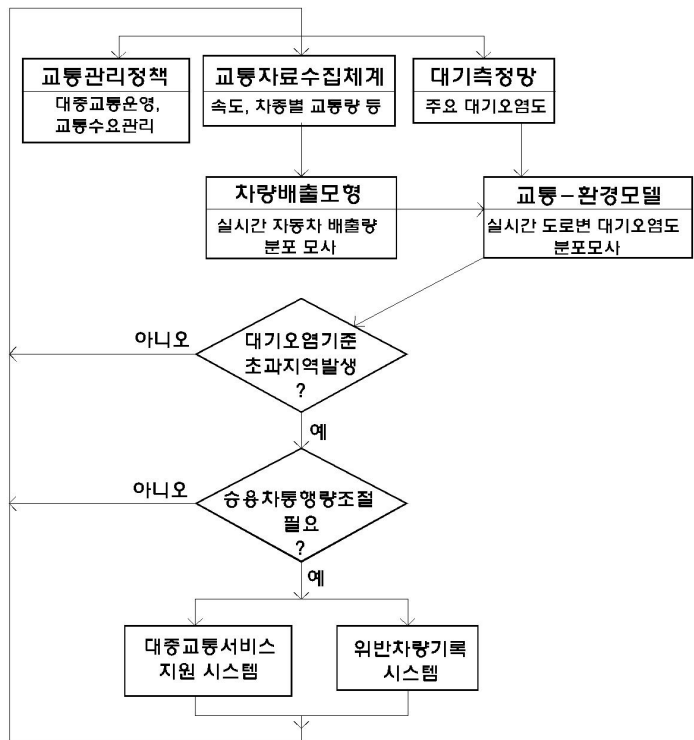 교통관리정책
대중교통운영,
교통수요관리
교통자료수집체계
속도, 차종별 교통량 등
대기측정망
주요 대기오염도
차량배출모형
실시간 자동차 배출량
분포 모사
교통-환경모델
실시간 도로변 대기오염도
분포모사
아니오
대기오염기준
초과지역발생
?
예
아니오
승용차통행량조절
필요
?
예
대중교통서비스
지원 시스템
위반차량기록
시스템